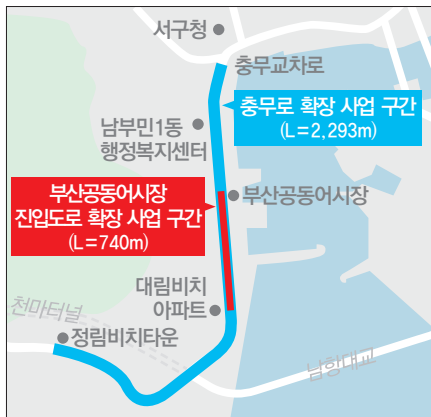 서구청
충무교차로
충무로 확장 사업 구간
(L=2,293m)
남부민1동
행정복지센터
부산공동어시장
진입도로 확장 사업 구간
(L=740m)
부산공동어시장
대림비치
아파트
천마터널
정림비치타운
남항대교